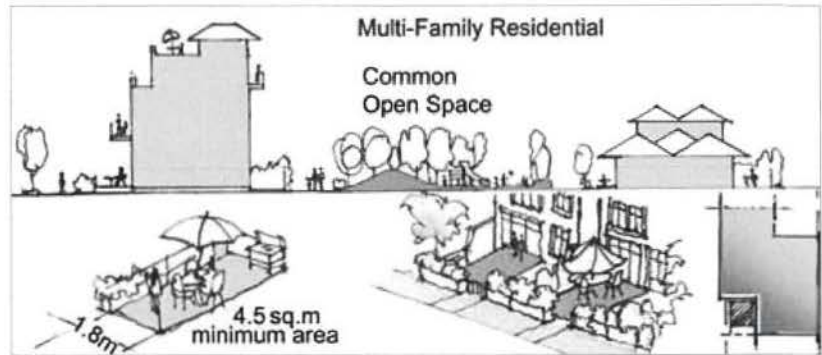 Multi-Family Residential
Common
Open Space
1.8m
4.5 sq.m
minimum area